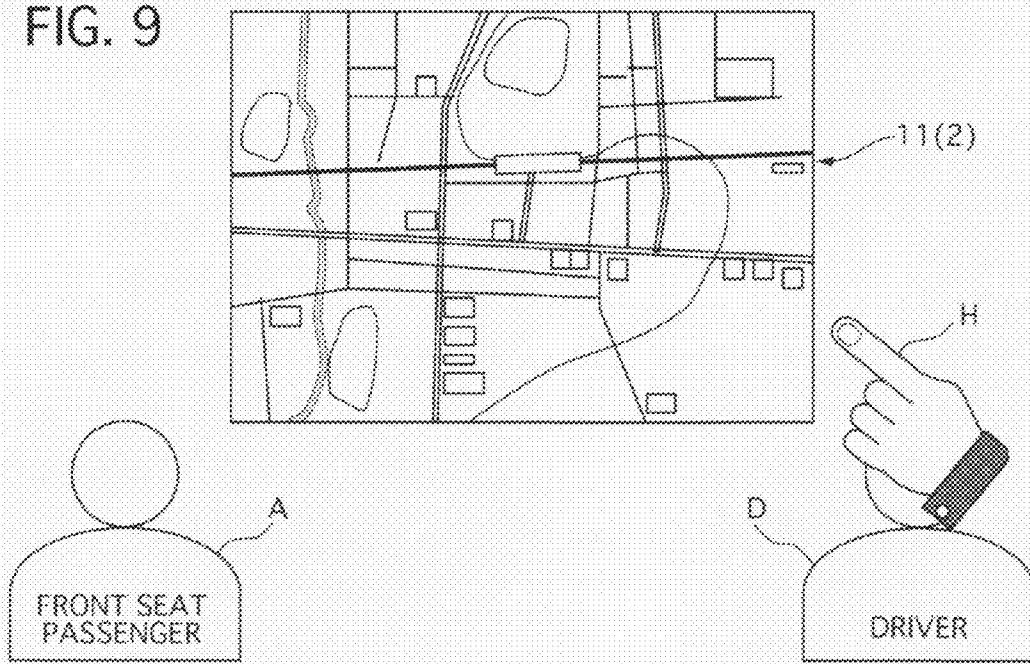 FIG. 9
11(2)
H
A
D
FRONT SEAT
PASSENGER
DRIVER